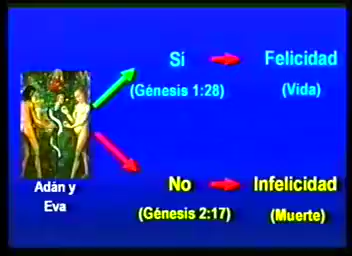 Sí
Felicidad
(Génesis 1:28)
(Vida)
Adán y
Eva
No
Infelicidad
(Génesis 2:17)
(Muerte)